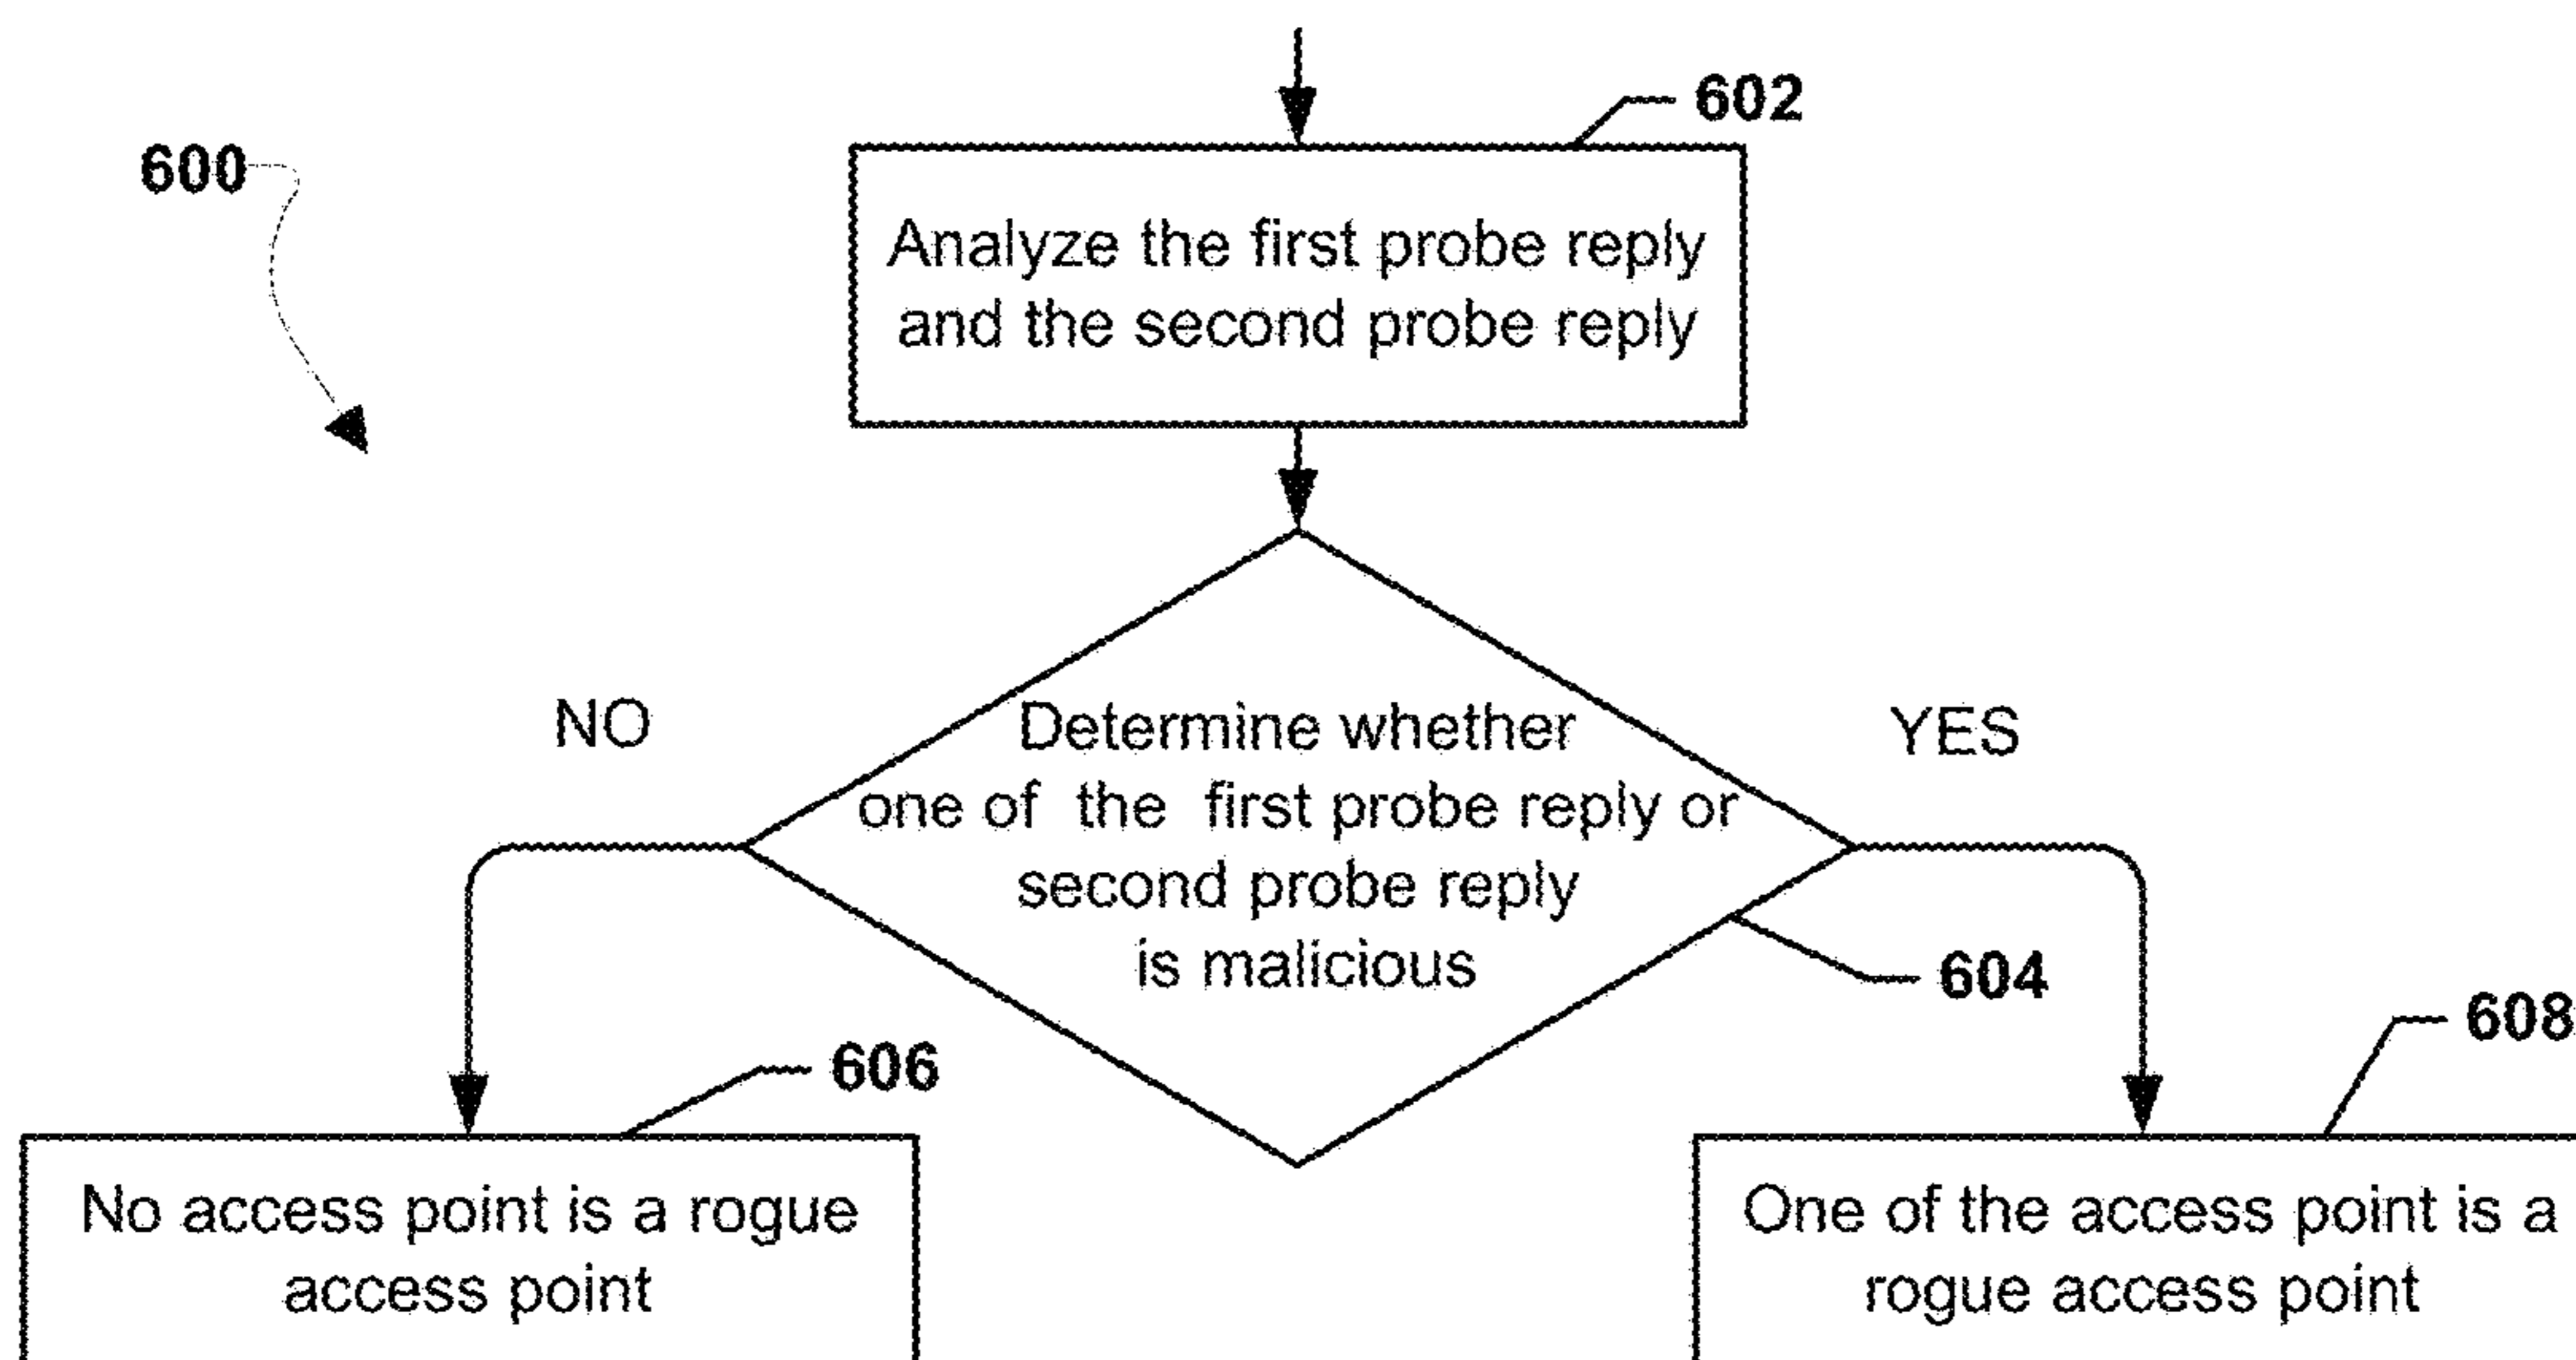 602
600
Analyze the first probe reply
and the second probe reply
NO
YES
Determine whether
one of the first probe reply or
second probe reply
is malicious
604
608
606
No access point is a rogue
access point
One of the access point is a
rogue access point